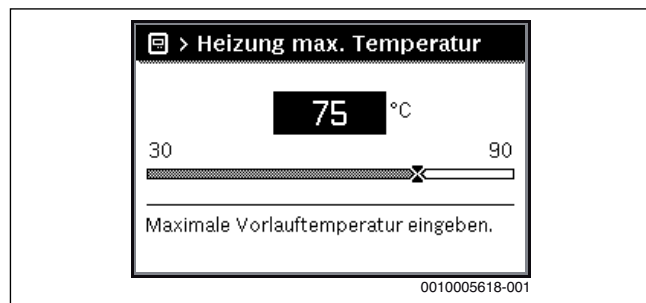 > Heizung max. Temperatur
75 °C
30 90
Maximale Vorlauftemperatur eingeben.
0010005618-001